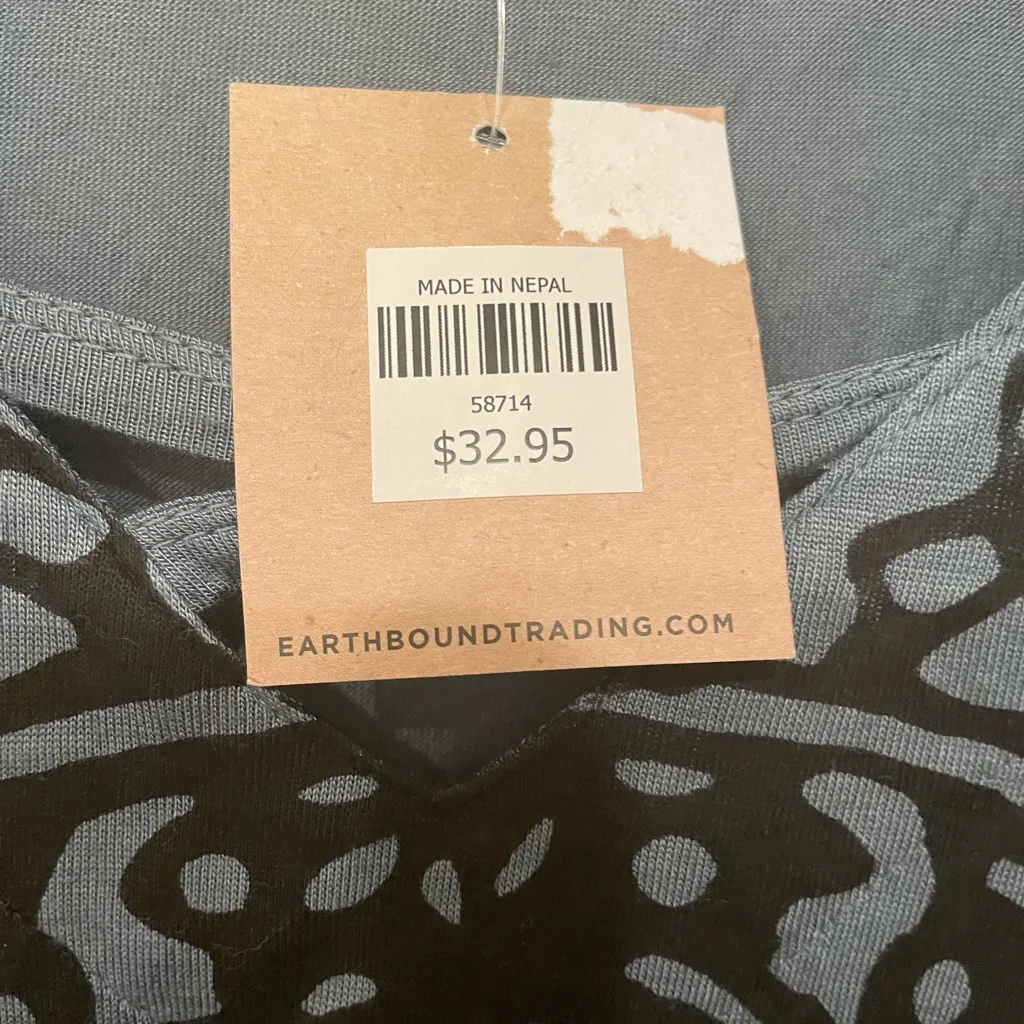 MADE IN NEPAL
58714
$32.95
EARTHBOUNDTRADING.COM